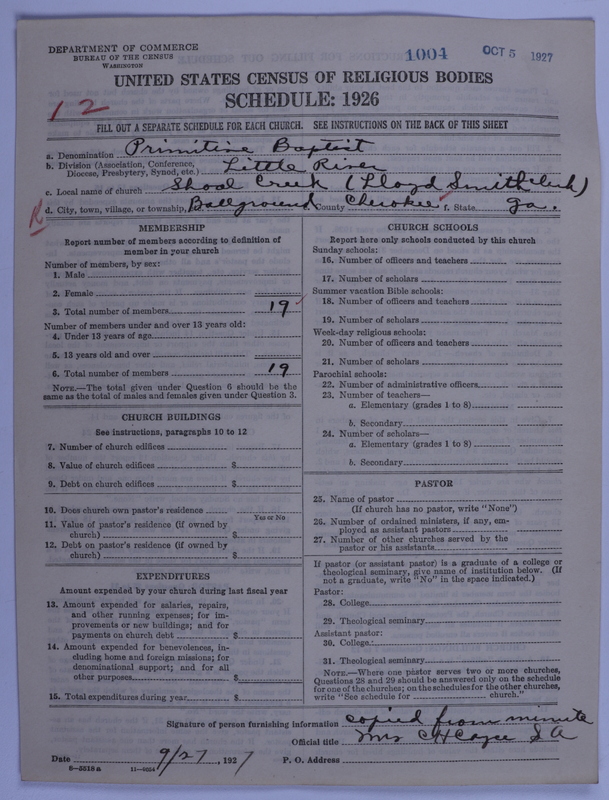 DEPARTMENT OF COMMERCE
BUREAU OF THE CENSUS
WASHINGTON
1004 OCT 5 1927
UNITED STATES CENSUS OF RELIGIOUS BODIES
SCHEDULE: 1926
12
FILL OUT A SEPARATE SCHEDULE FOR EACH CHURCH. SEE INSTRUCTIONS ON THE BACK OF THIS SHEET
a. Denomination Primitive Baptist
b. Division (Association, Conference, Diocese, Presbytery, Synod, etc.) Little River
c. Local name of church Shoal Creek (Lloyd Smith clerk)
d. City, town, village, or township, Ballground County Cherokee f. State Ga.
MEMBERSHIP
Report number of members according to definition of
member in your church
Number of members, by sex:
1. Male
2. Female
3. Total number of members 19
Number of members under and over 13 years old:
4. Under 13 years of age
5. 13 years old and over
6. Total number of members 19
NOTE.—The total given under Question 6 should be the
same as the total of males and females given under Question 3.
CHURCH BUILDINGS
See instructions, paragraphs 10 to 12
7. Number of church edifices
8. Value of church edifices $
9. Debt on church edifices $
10. Does church own pastor's residence
Yes or No
11. Value of pastor's residence (if owned by
church) $
12. Debt on pastor's residence (if owned by
church) $
EXPENDITURES
Amount expended by your church during last fiscal year
13. Amount expended for salaries, repairs,
and other running expenses; for im-
provements or new buildings; and for
payments on church debt $
14. Amount expended for benevolences, in-
cluding home and foreign missions; for
denominational support; and for all
other purposes $
15. Total expenditures during year $
CHURCH SCHOOLS
Report here only schools conducted by this church
Sunday schools:
16. Number of officers and teachers
17. Number of scholars
Summer vacation Bible schools:
18. Number of officers and teachers
19. Number of scholars
Week-day religious schools:
20. Number of officers and teachers
21. Number of scholars
Parochial schools:
22. Number of administrative officers
23. Number of teachers—
a. Elementary (grades 1 to 8)
b. Secondary
24. Number of scholars—
a. Elementary (grades 1 to 8)
b. Secondary
PASTOR
25. Name of pastor
(If church has no pastor, write "None")
26. Number of ordained ministers, if any, em-
ployed as assistant pastors
27. Number of other churches served by the
pastor or his assistants
If pastor (or assistant pastor) is a graduate of a college or
theological seminary, give name of institution below. (If
not a graduate, write "No" in the space indicated.)
Pastor:
28. College
29. Theological seminary
Assistant pastor:
30. College
31. Theological seminary
NOTE.—Where one pastor serves two or more churches,
Questions 28 and 29 should be answered only on the schedule
for one of the churches; on the schedules for the other churches,
write "See schedule for church."
Signature of person furnishing information copied from minute
Official title Mrs C H Cayce S A
Date 9/27, 1927 P. O. Address
8—5518 a 11—9054